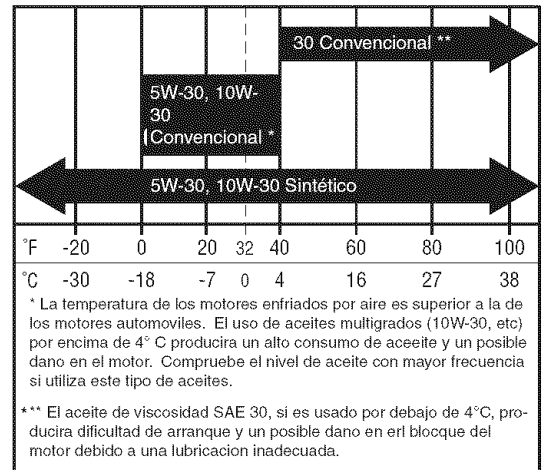 30 Convencional **
5W-30, 10W-
30
Convencional *
5W-30, 10W-30 Sintético
°F -20 0 20 32 40 60 80 100
°C -30 -18 -7 0 4 16 27 38
* La temperatura de los motores enfriados por aire es superior a la de
los motores automoviles. El uso de aceites multigrados (10W-30, etc)
por encima de 4° C producira un alto consumo de aceeite y un posible
dano en el motor. Compruebe el nivel de aceite con mayor frecuencia
si utiliza este tipo de aceites.
*** El aceite de viscosidad SAE 30, si es usado por debajo de 4°C, pro-
ducira dificultad de arranque y un posible dano en erl blocque del
motor debido a una lubricacion inadecuada.